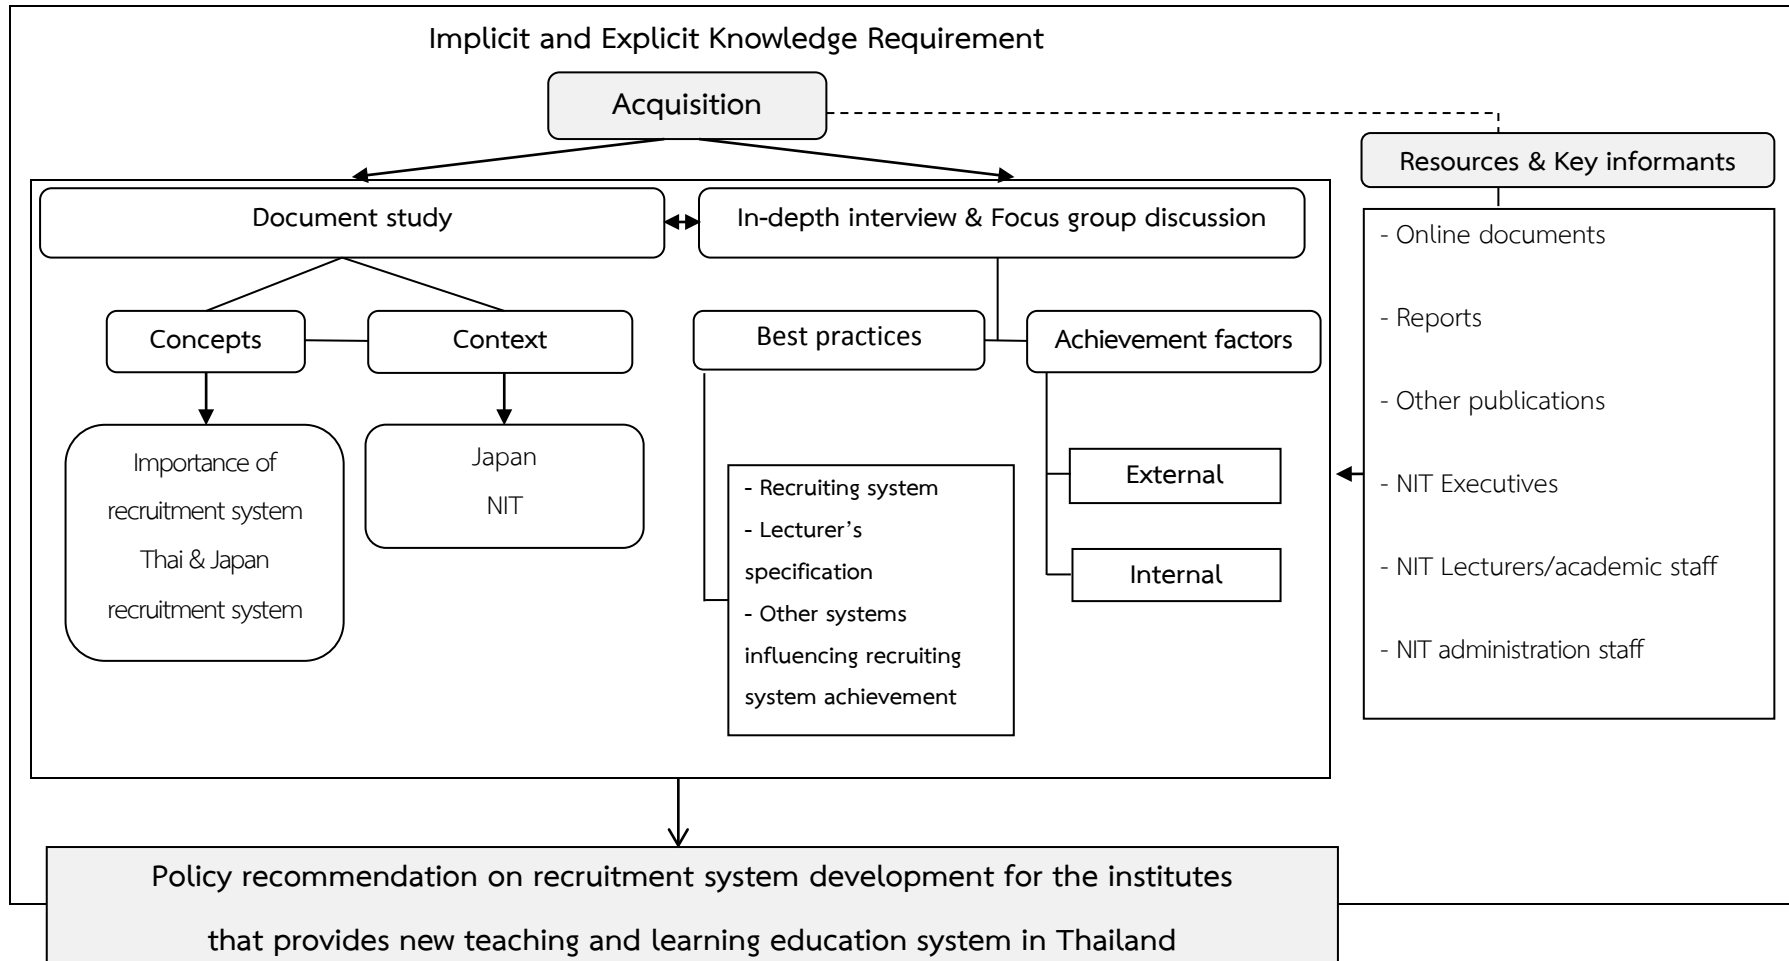 Implicit and Explicit Knowledge Requirement
Acquisition
Resources & Key informants
Document study
In-depth interview & Focus group discussion
- Online documents
- Reports
- Other publications
- NIT Executives
- NIT Lecturers/academic staff
- NIT administration staff
Concepts
Context
Best practices
Achievement factors
Importance of
recruitment system
Thai & Japan
recruitment system
Japan
NIT
- Recruiting system
- Lecturer's
specification
- Other systems
influencing recruiting
system achievement
External
Internal
Policy recommendation on recruitment system development for the institutes
that provides new teaching and learning education system in Thailand